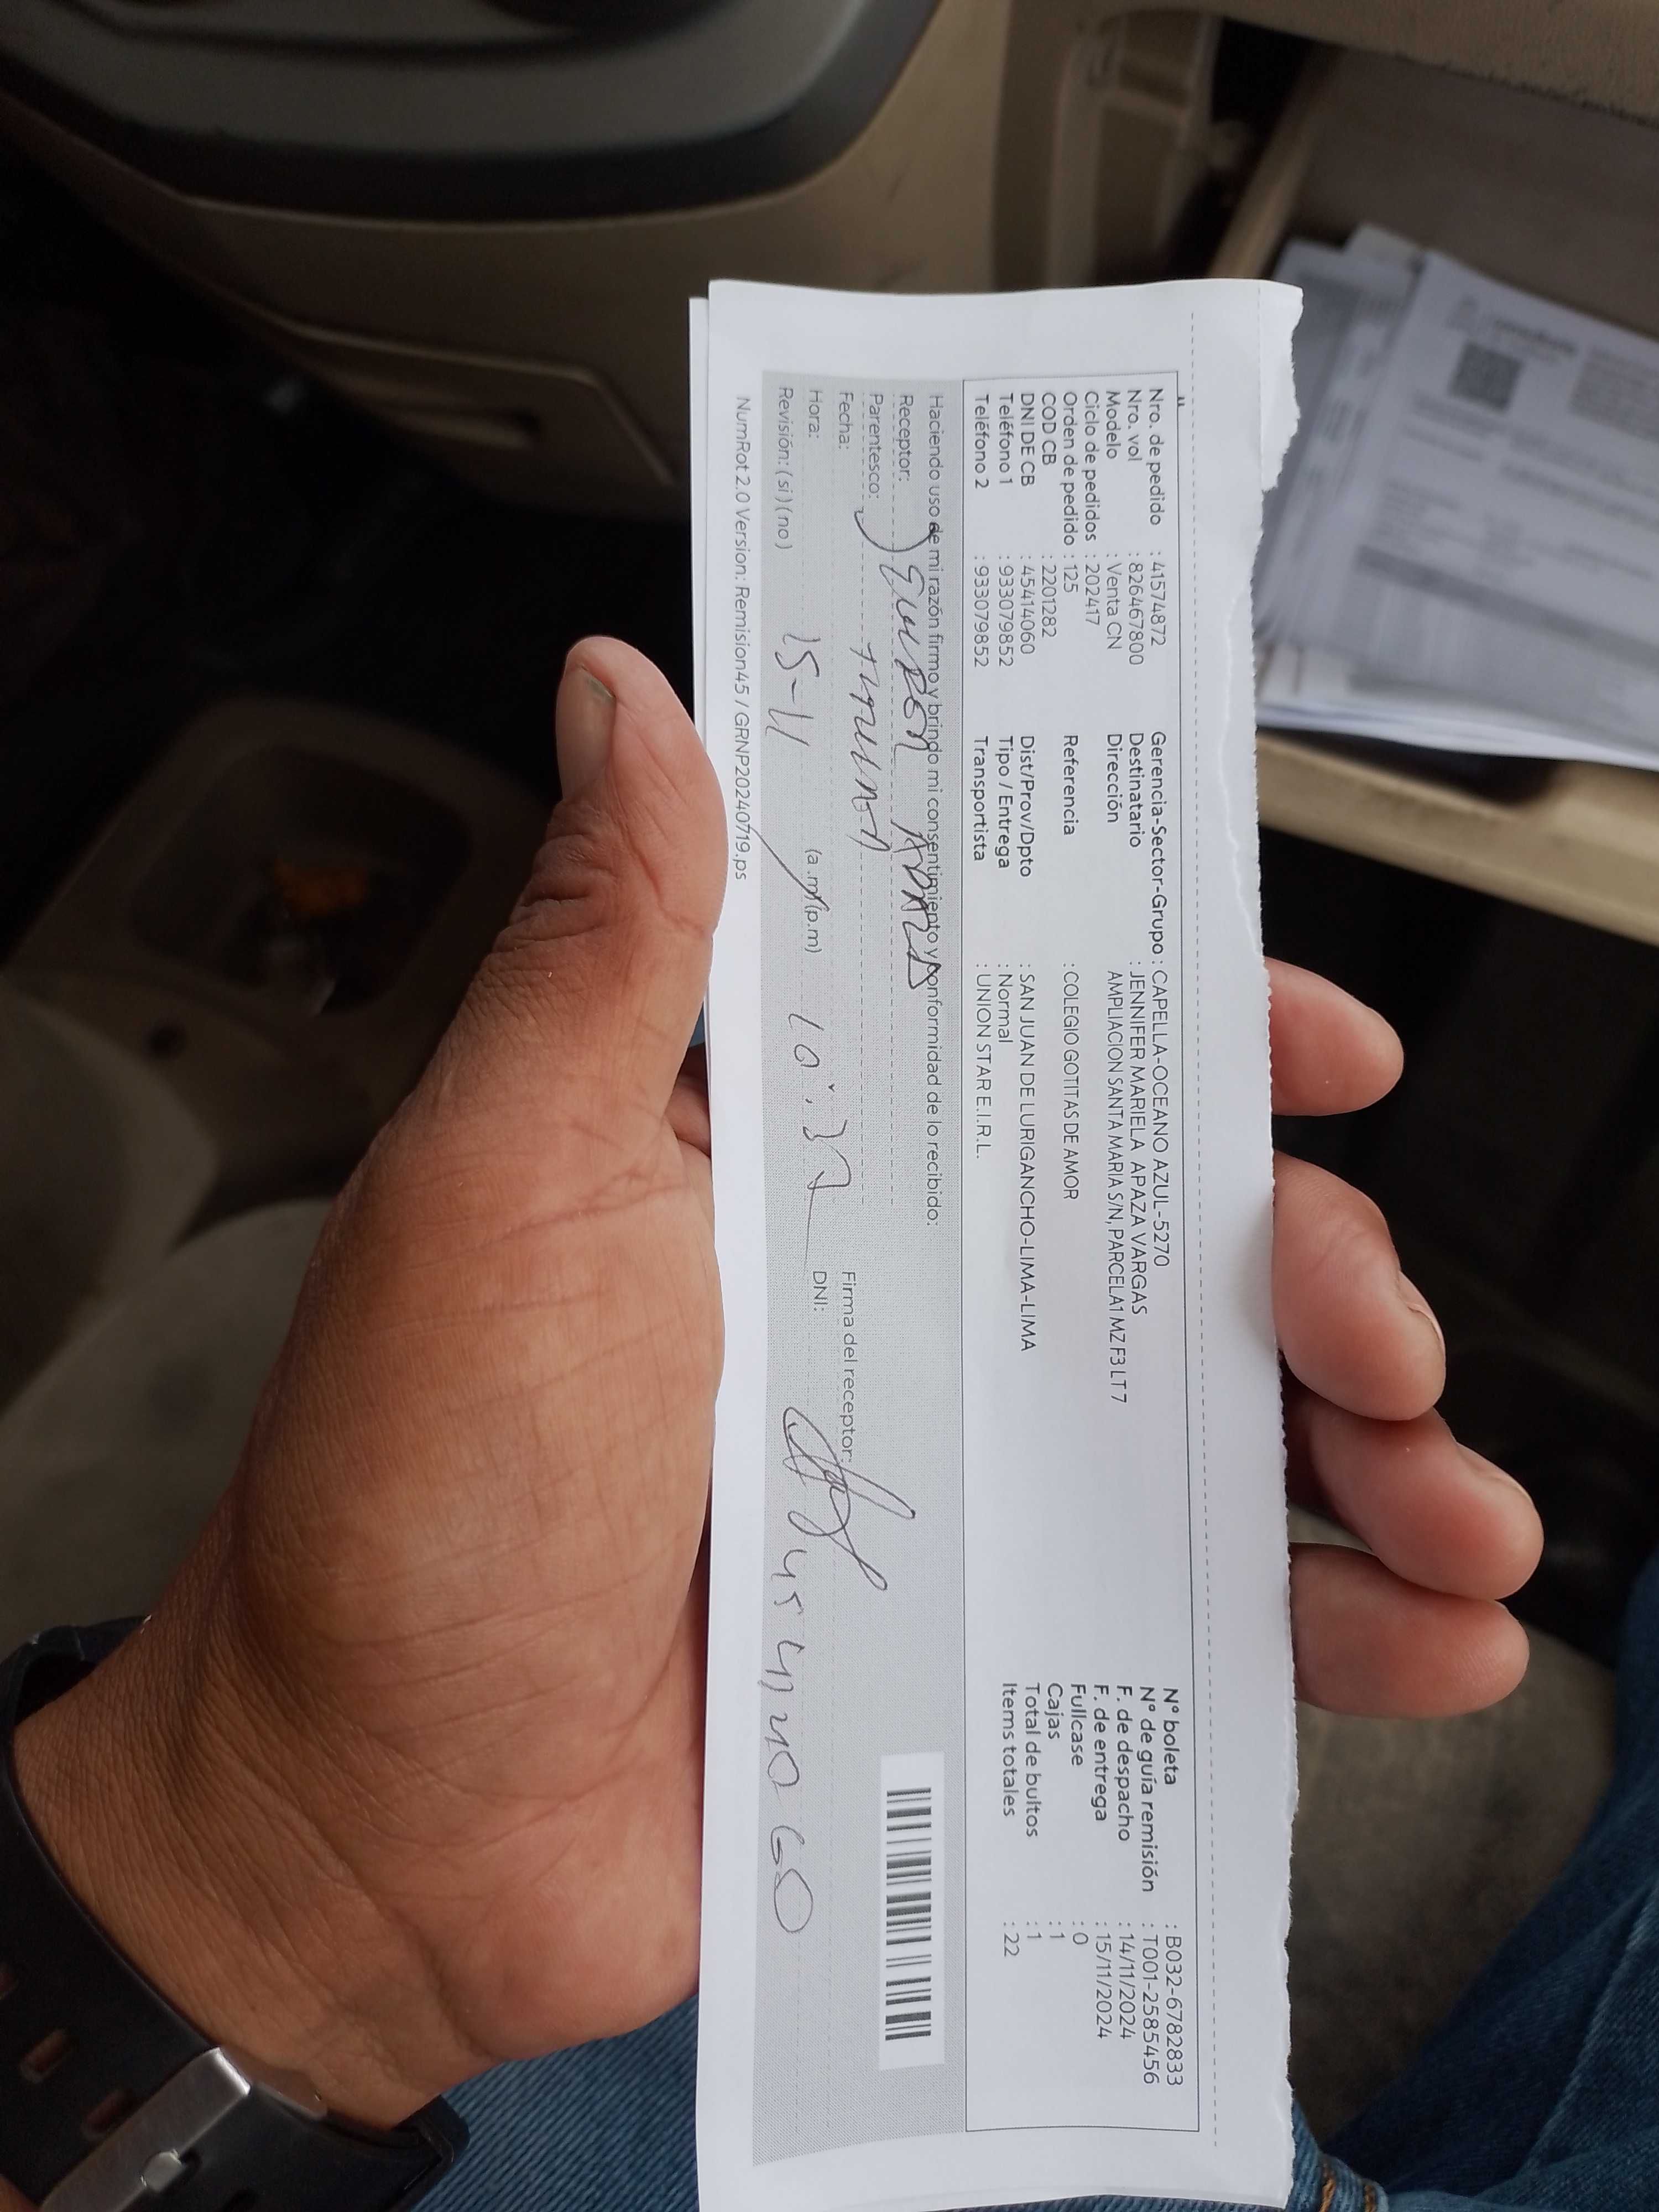 Nro. de pedido : 41574872 Gerencia-Sector-Grupo : CAPELLA-OCEANO AZUL-5270 N° boleta : B032-67828833
Nro. vol : 826467800 Destinatario : JENNIFER MARIELA APAZA VARGAS N° de guía remisión : T001-2585456
Modelo : Venta CN Dirección AMPLIACION SANTA MARIA S/N, PARCELA1 MZ F3 LT 7 F. de despacho : 14/11/2024
Ciclo de pedidos : 202417 F. de entrega : 15/11/2024
Orden de pedido : 125 Referencia : COLEGIO GOTITAS DE AMOR Fullcase : 0
COD CB : 2201282 Cajas : 1
DNI DE CB : 45414060 Dist/Prov/Dpto : SAN JUAN DE LURIGANCHO-LIMA-LIMA Total de bultos : 1
Teléfono 1 : 933079852 Tipo / Entrega : Normal Items totales : 22
Teléfono 2 : 933079852 Transportista : UNION STAR E.I.R.L.
Haciendo uso de mi razón firmo y brindo mi consentimiento y conformidad de lo recibido:
Receptor:
Parentesco:
Fecha: Firma del receptor:
Hora: 15-11 (a.m) (p.m) 10:37 DNI: 45414060
Revisión: (si) (no)
NumRot 2.0 Version: Remision45 / GRNP20240719.ps